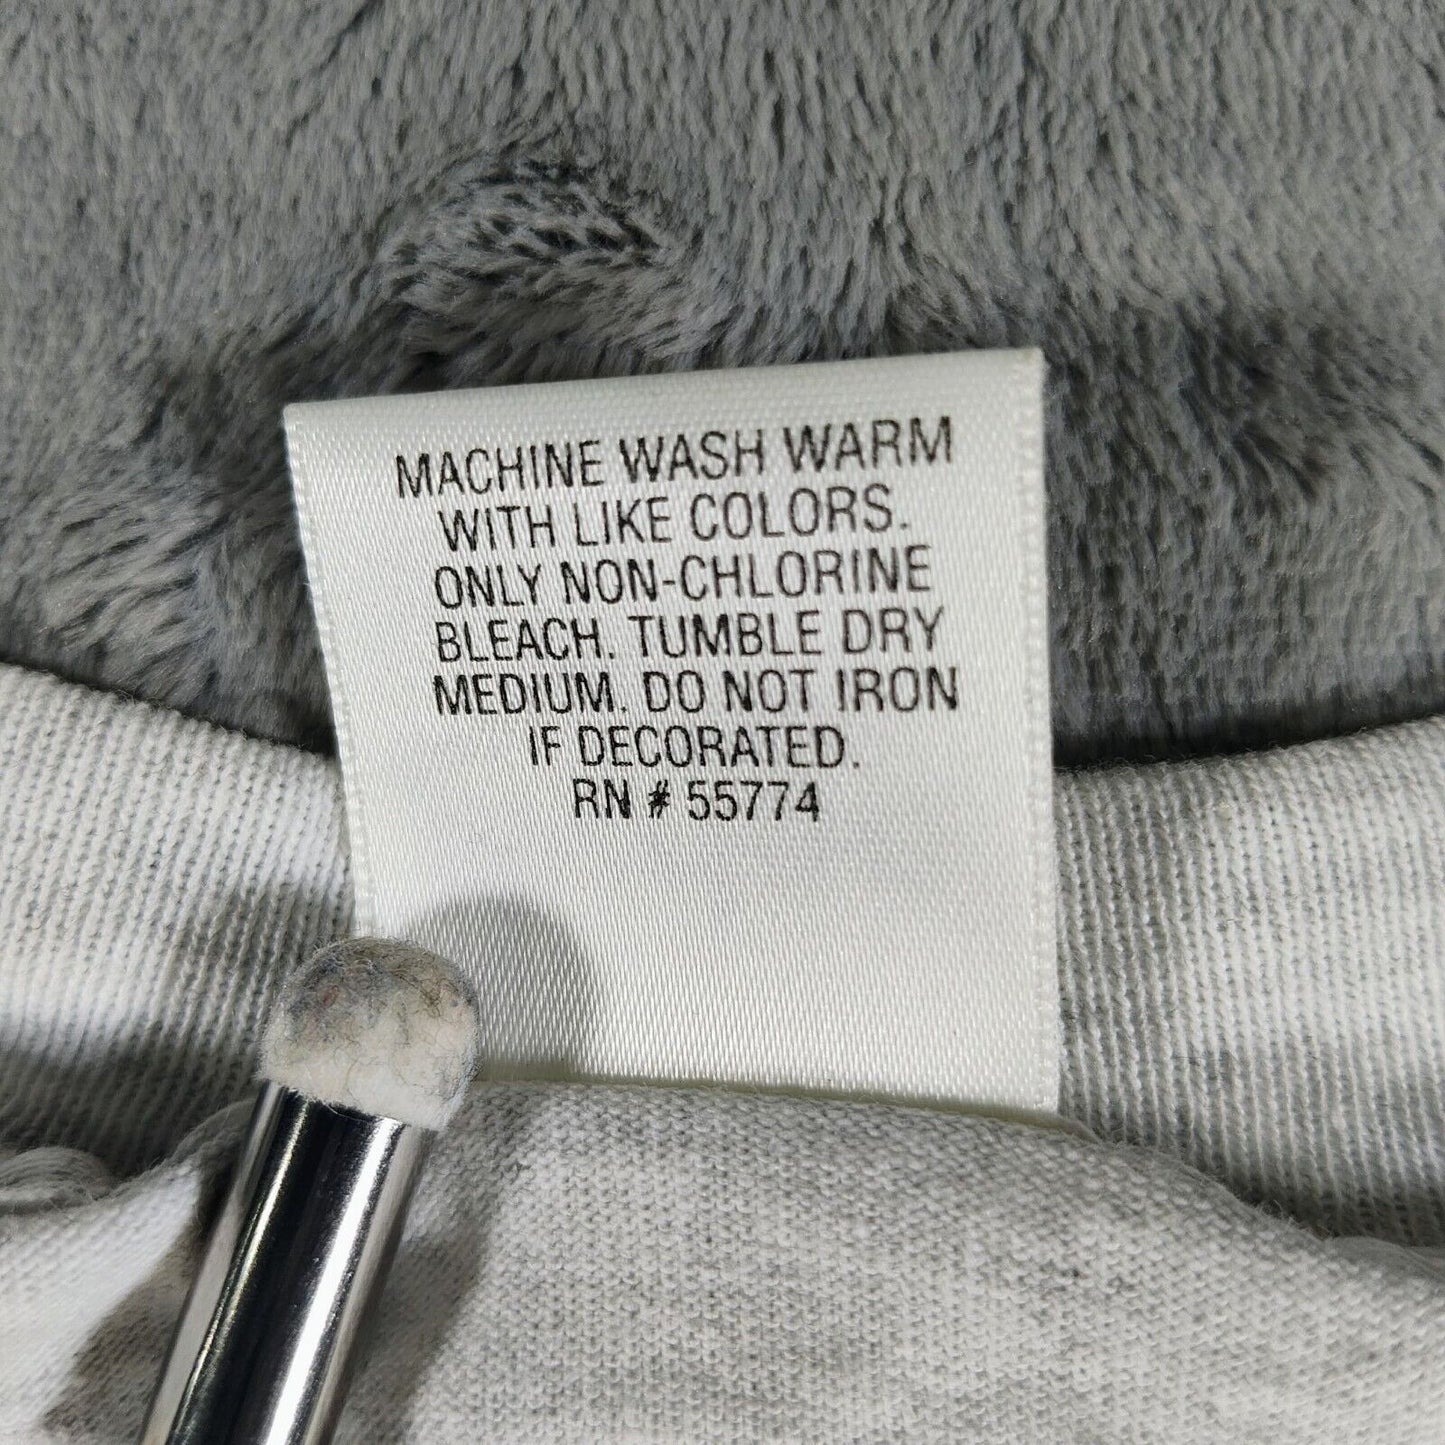 MACHINE WASH WARM
WITH LIKE COLORS.
ONLY NON-CHLORINE
BLEACH. TUMBLE DRY
MEDIUM. DO NOT IRON
IF DECORATED.
RN # 55774